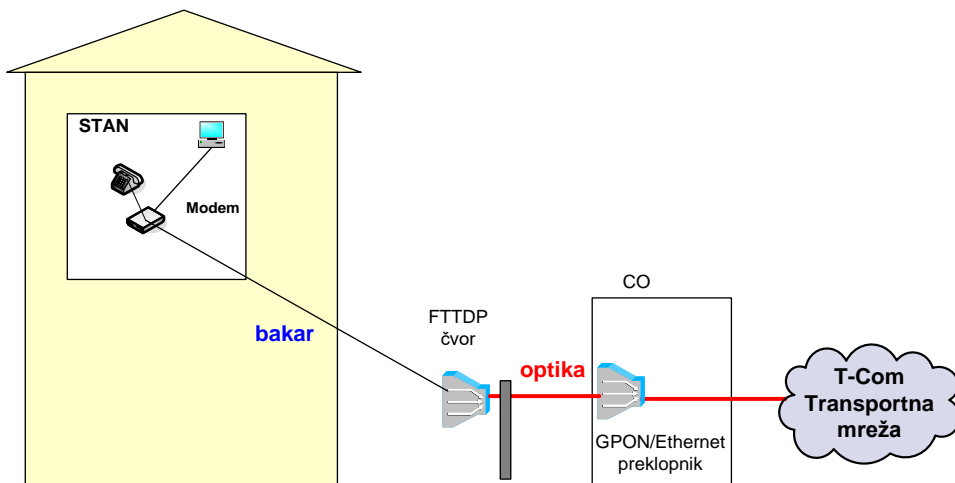 STAN
Modem
bakar
FTTDP
čvor
optika
CO
GPON/Ethernet
preklopnik
T-Com
Transportna
mreža